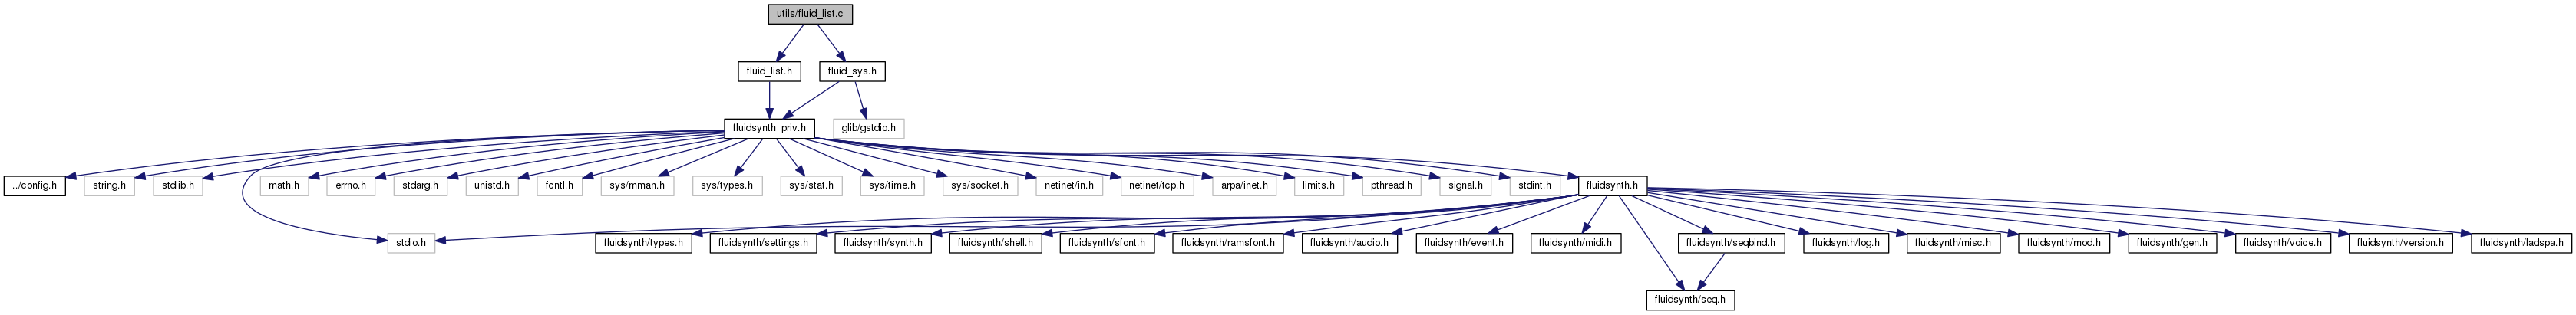 utils/fluid_list.c
fluid_list.h
fluid_sys.h
fluidsynth_priv.h
glib/gstdio.h
../config.h
string.h
stdlib.h
math.h
errno.h
stdarg.h
unistd.h
fcntl.h
sys/mman.h
sys/types.h
sys/stat.h
sys/time.h
sys/socket.h
netinet/in.h
netinet/tcp.h
arpa/inet.h
limits.h
pthread.h
signal.h
stdint.h
fluidsynth.h
stdio.h
fluidsynth/types.h
fluidsynth/settings.h
fluidsynth/synth.h
fluidsynth/shell.h
fluidsynth/sfont.h
fluidsynth/ramsfont.h
fluidsynth/audio.h
fluidsynth/event.h
fluidsynth/midi.h
fluidsynth/seqbind.h
fluidsynth/log.h
fluidsynth/misc.h
fluidsynth/mod.h
fluidsynth/gen.h
fluidsynth/voice.h
fluidsynth/version.h
fluidsynth/ladspa.h
fluidsynth/seq.h